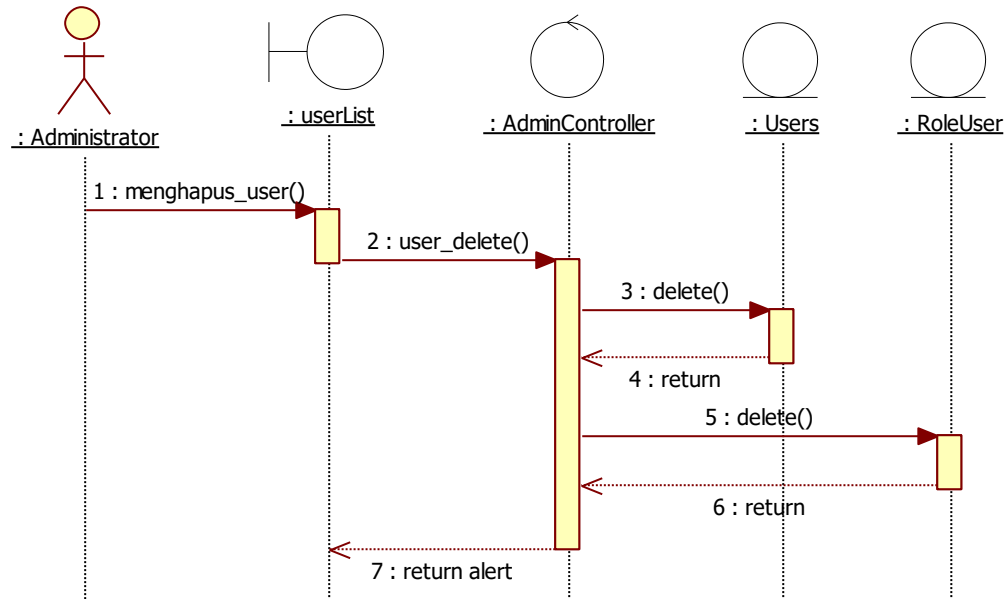 : Administrator
: userList
: AdminController
: Users
: RoleUser
1 : menghapus_user()
2 : user_delete()
3 : delete()
4 : return
5 : delete()
6 : return
7 : return alert